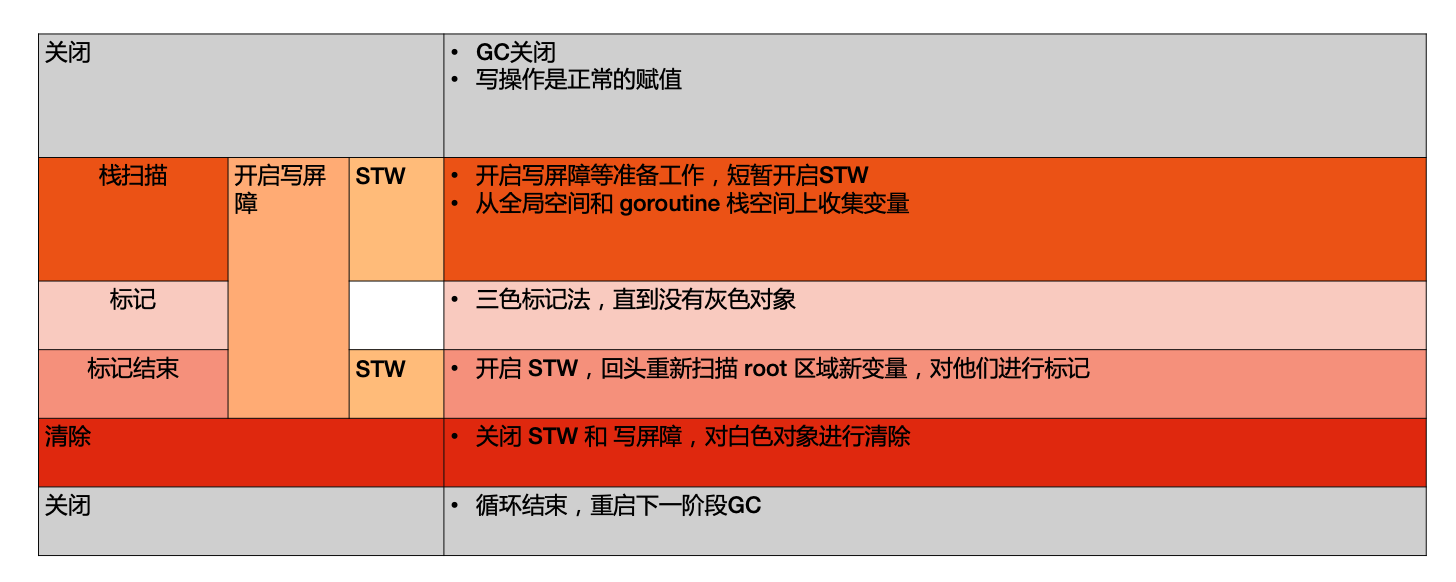 关闭
• GC关闭
• 写操作是正常的赋值
栈扫描
开启写屏
障
STW
• 开启写屏障等准备工作，短暂开启STW
• 从全局空间和 goroutine 栈空间上收集变量
标记
• 三色标记法，直到没有灰色对象
标记结束
STW
• 开启 STW，回头重新扫描 root 区域新变量，对他们进行标记
清除
• 关闭 STW 和 写屏障，对白色对象进行清除
关闭
• 循环结束，重启下一阶段GC